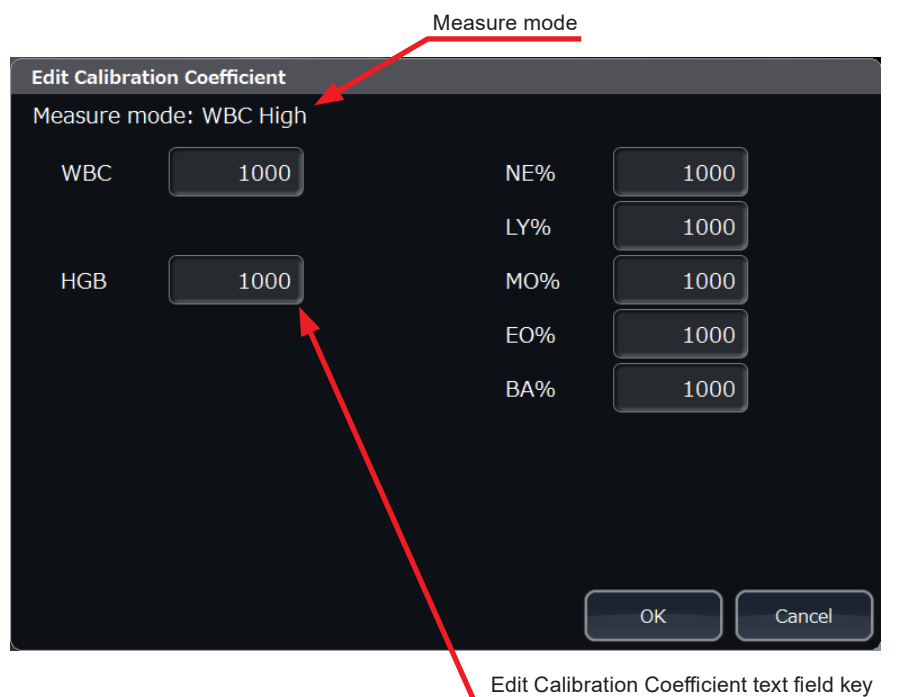 Measure mode
Edit Calibration Coefficient
Measure mode: WBC High
WBC 1000 NE% 1000
LY% 1000
HGB 1000 MO% 1000
EO% 1000
BA% 1000
OK Cancel
Edit Calibration Coefficient text field key